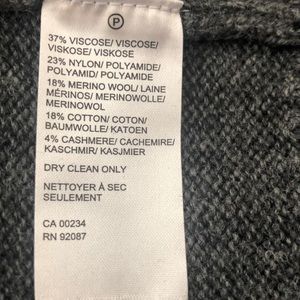 P
37% VISCOSE/ VISCOSE/
VISKOSE/ VISKOSE
23% NYLON/ POLYAMIDE/
POLYAMID/ POLYAMIDE
18% MERINO WOOL/ LAINE
MÉRINOS/ MERINOWOLLE/
MERINOWOL
18% COTTON/ COTON/
BAUMWOLLE/ KATOEN
4% CASHMERE/ CACHEMIRE/
KASCHMIR/ KASJMIER
DRY CLEAN ONLY
NETTOYER À SEC
SEULEMENT
CA 00234
RN 92087